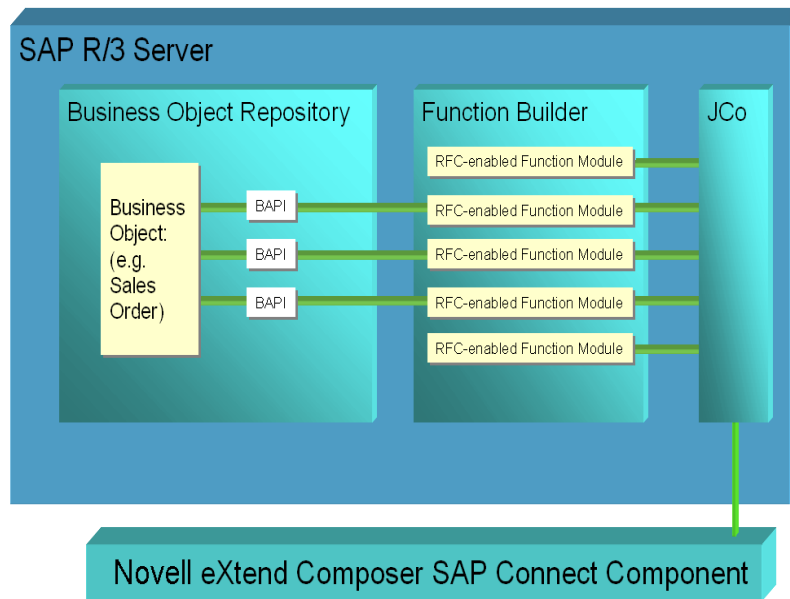 SAP R/3 Server
Business Object Repository
Function Builder
JCo
Business
Object:
(e.g.
Sales
Order)
BAPI
BAPI
BAPI
RFC-enabled Function Module
RFC-enabled Function Module
RFC-enabled Function Module
RFC-enabled Function Module
RFC-enabled Function Module
Novell eXtend Composer SAP Connect Component